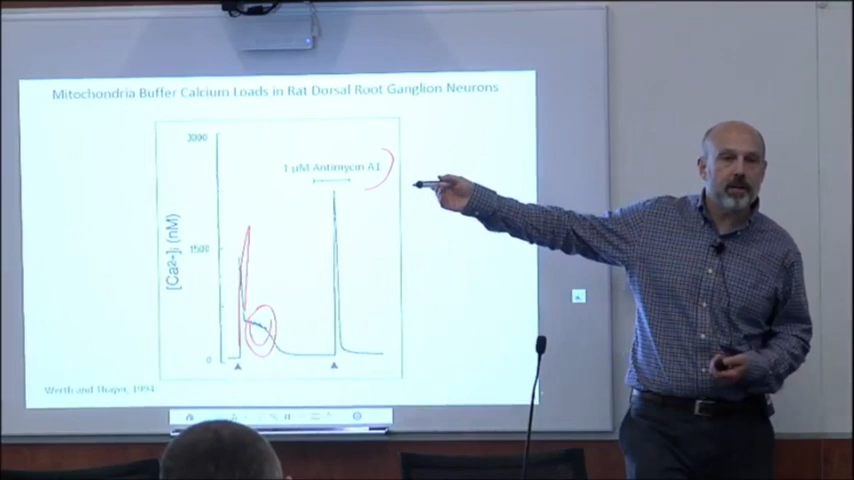 Mitochondria Buffer Calcium Loads in Rat Dorsal Root Ganglion Neurons
3000
1 µM Antimycin A1
[Ca2+]i (nM)
1500
0
Werth and Thayer, 1994